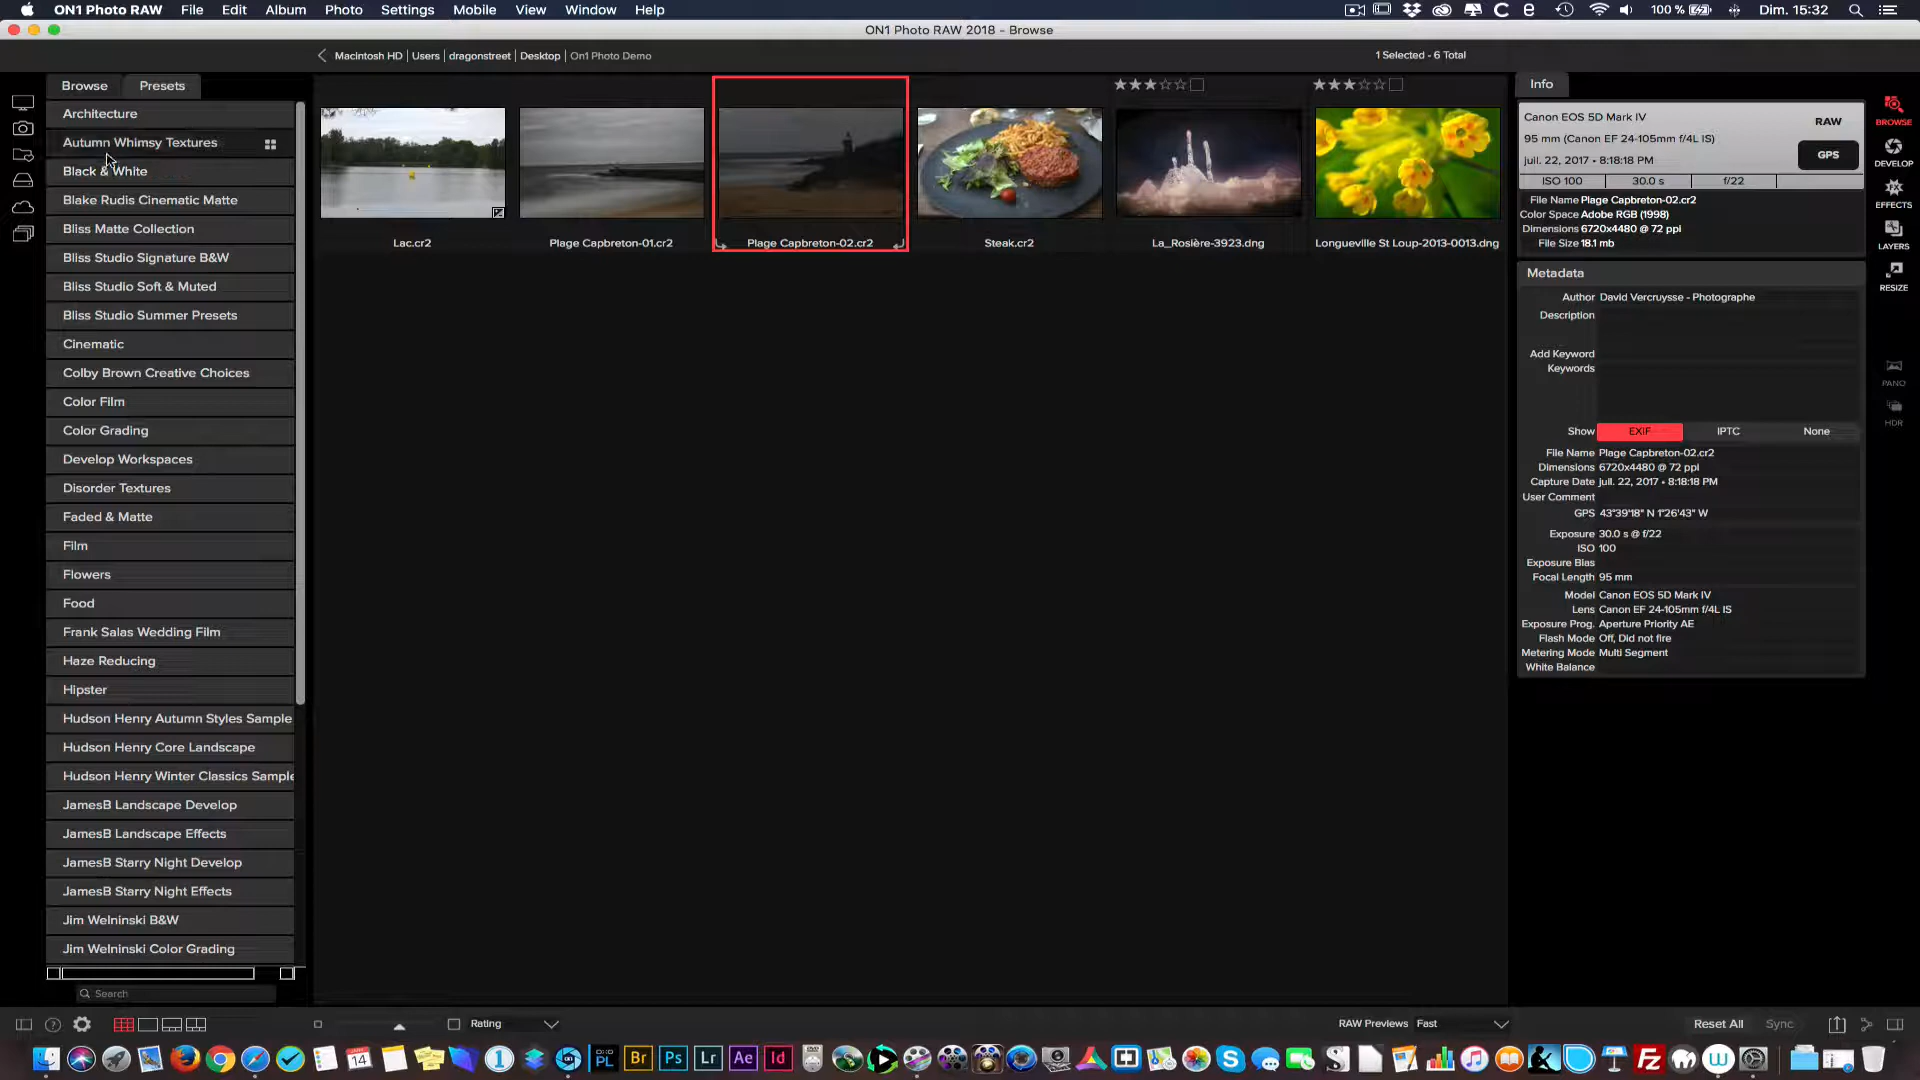 ON1 Photo RAW File Edit Album Photo Settings Mobile View Window Help 100 % Dim. 15:32
ON1 Photo RAW 2018 - Browse
Macintosh HD | Users | dragonstreet | Desktop | On1 Photo Demo
1 Selected - 6 Total
Browse Presets
Architecture
Autumn Whimsy Textures
Black & White
Blake Rudis Cinematic Matte
Bliss Matte Collection
Bliss Studio Signature B&W
Bliss Studio Soft & Muted
Bliss Studio Summer Presets
Cinematic
Colby Brown Creative Choices
Color Film
Color Grading
Develop Workspaces
Disorder Textures
Faded & Matte
Film
Flowers
Food
Frank Salas Wedding Film
Haze Reducing
Hipster
Hudson Henry Autumn Styles Sample
Hudson Henry Core Landscape
Hudson Henry Winter Classics Sample
JamesB Landscape Develop
JamesB Landscape Effects
JamesB Starry Night Develop
JamesB Starry Night Effects
Jim Welninski B&W
Jim Welninski Color Grading
Search
Lac.cr2
Plage Capbreton-01.cr2
Plage Capbreton-02.cr2
Steak.cr2
La_Rosière-3923.dng
Longueville St Loup-2013-0013.dng
Info
Canon EOS 5D Mark IV
RAW
95 mm (Canon EF 24-105mm f/4L IS)
juil. 22, 2017 • 8:18:18 PM
GPS
ISO 100 30.0 s f/22
File Name Plage Capbreton-02.cr2
Color Space Adobe RGB (1998)
Dimensions 6720x4480 @ 72 ppi
File Size 18.1 mb
Metadata
Author David Vercruysse - Photographe
Description
Add Keyword
Keywords
Show EXIF IPTC None
File Name Plage Capbreton-02.cr2
Dimensions 6720x4480 @ 72 ppi
Capture Date juil. 22, 2017 • 8:18:18 PM
User Comment
GPS 43°39'18" N 1°26'43" W
Exposure 30.0 s @ f/22
ISO 100
Exposure Bias
Focal Length 95 mm
Model Canon EOS 5D Mark IV
Lens Canon EF 24-105mm f/4L IS
Exposure Prog. Aperture Priority AE
Flash Mode Off, Did not fire
Metering Mode Multi Segment
White Balance
BROWSE
DEVELOP
EFFECTS
LAYERS
RESIZE
PANO
HDR
Rating
RAW Previews Fast
Reset All Sync
14 1 PL Br Ps Lr Ae Id